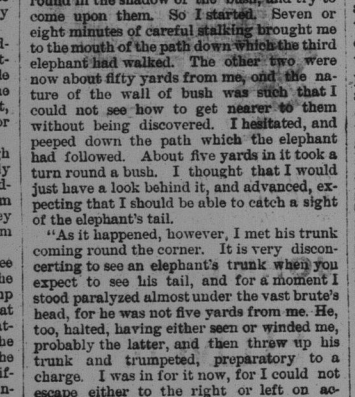 round in the shadow of the bush, and try to
come upon them. So I started. Seven or
eight minutes of careful stalking brought me
to the mouth of the path down which the third
elephant had walked. The other two were
now about fifty yards from me, and the na-
ture of the wall of bush was such that I
could not see how to get nearer to them
without being discovered. I hesitated, and
peeped down the path which the elephant
had followed. About five yards in it took a
turn round a bush. I thought that I would
just have a look behind it, and advanced, ex-
pecting that I should be able to catch a sight
of the elephant's tail.
"As it happened, however, I met his trunk
coming round the corner. It is very discon-
certing to see an elephant's trunk when you
expect to see his tail, and for a moment I
stood paralyzed almost under the vast brute's
head, for he was not five yards from me. He,
too, halted, having either seen or winded me,
probably the latter, and then threw up his
trunk and trumpeted, preparatory to a
charge. I was in for it now, for I could not
escape either to the right or left on ac-